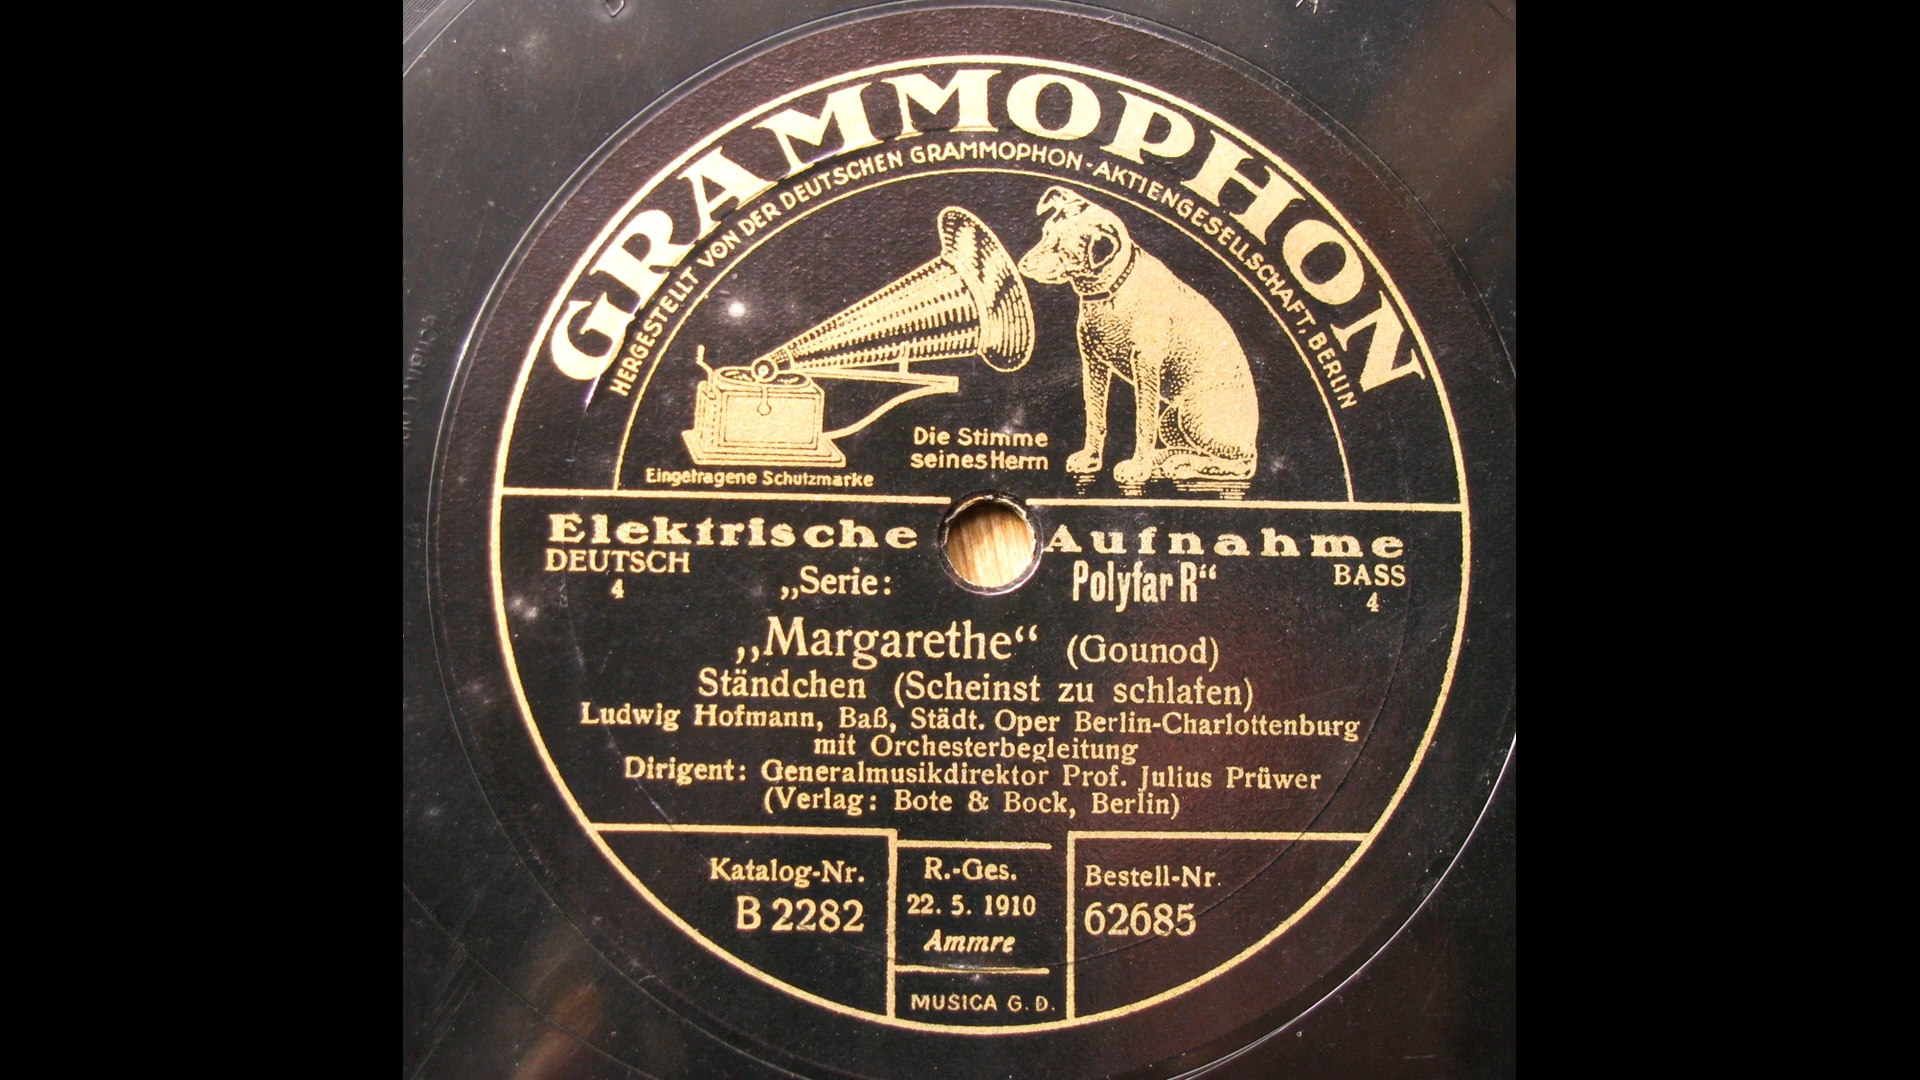 GRAMMOPHON
HERGESTELLT VON DER DEUTSCHEN GRAMMOPHON-AKTIENGESELLSCHAFT, BERLIN
Die Stimme
seines Herrn
Eingetragene Schutzmarke
Elektrische Aufnahme
DEUTSCH BASS
4 „Serie: Polyfar R“ 4
„Margarethe“ (Gounod)
Ständchen (Scheinst zu schlafen)
Ludwig Hofmann, Baß, Städt. Oper Berlin-Charlottenburg
mit Orchesterbegleitung
Dirigent: Generalmusikdirektor Prof. Julius Prüwer
(Verlag: Bote & Bock, Berlin)
Katalog-Nr.
B 2282
R.-Ges.
22. 5. 1910
Ammre
MUSICA G. D.
Bestell-Nr.
62685